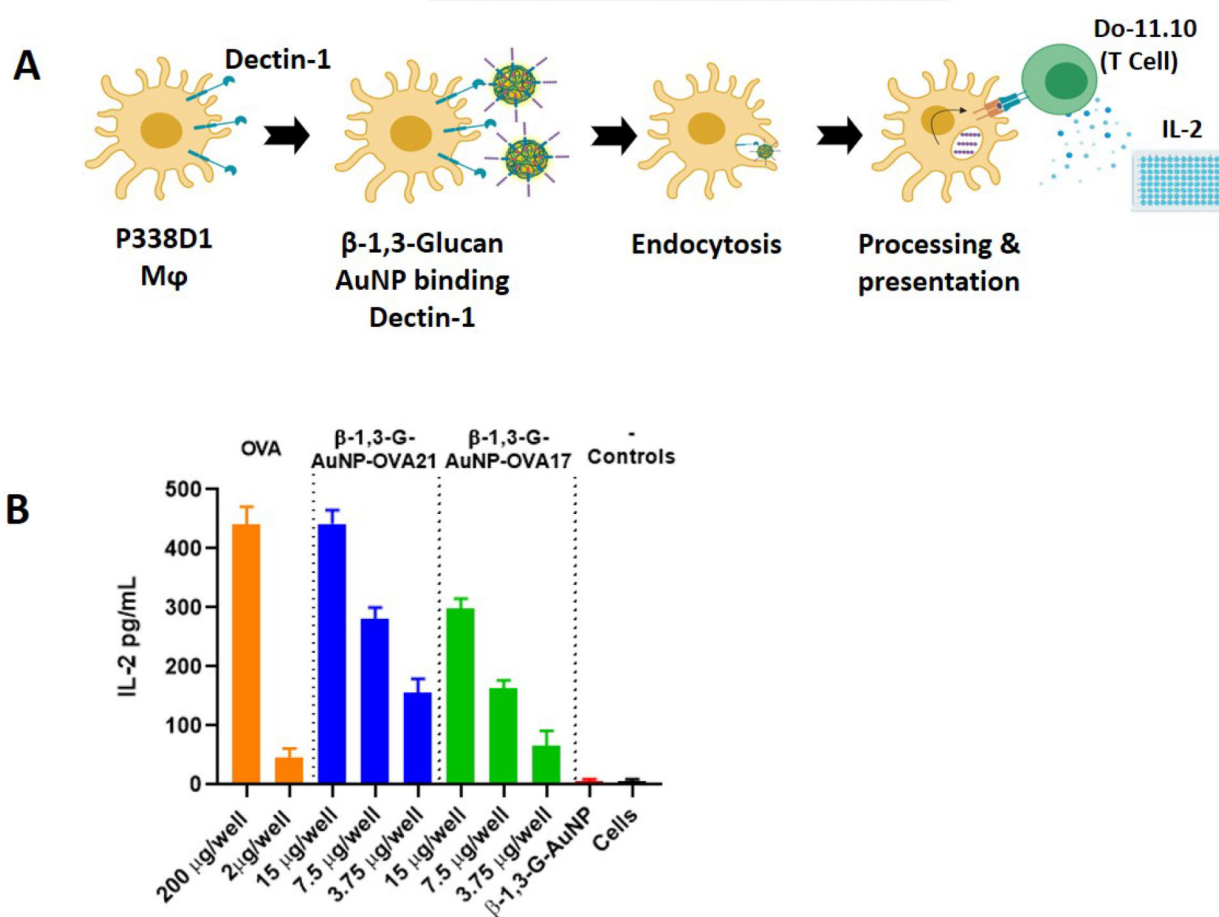 A
Dectin-1
Do-11.10
(T Cell)
IL-2
P338D1
Mφ
β-1,3-Glucan
AuNP binding
Dectin-1
Endocytosis
Processing &
presentation
B
OVA
β-1,3-G-
AuNP-OVA21
β-1,3-G-
AuNP-OVA17
-
Controls
IL-2 pg/mL
500
400
300
200
100
0
200 μg/well
2μg/well
15 μg/well
7.5 μg/well
3.75 μg/well
15 μg/well
7.5 μg/well
3.75 μg/well
β-1,3-G-AuNP
Cells